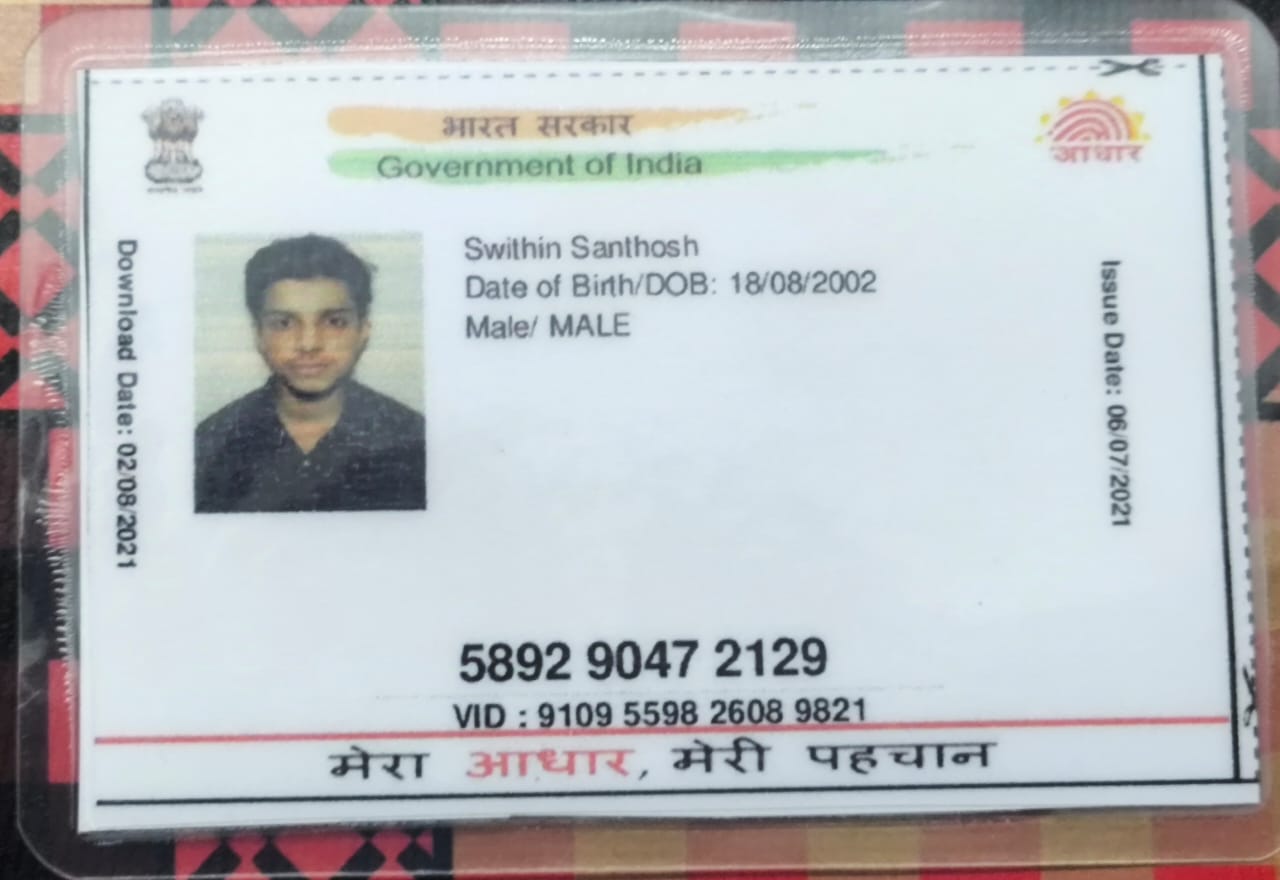 भारत सरकार
Government of India
आधार
Download Date: 02/08/2021
Swithin Santhosh
Date of Birth/DOB: 18/08/2002
Male/ MALE
Issue Date: 06/07/2021
5892 9047 2129
VID : 9109 5598 2608 9821
मेरा आधार, मेरी पहचान